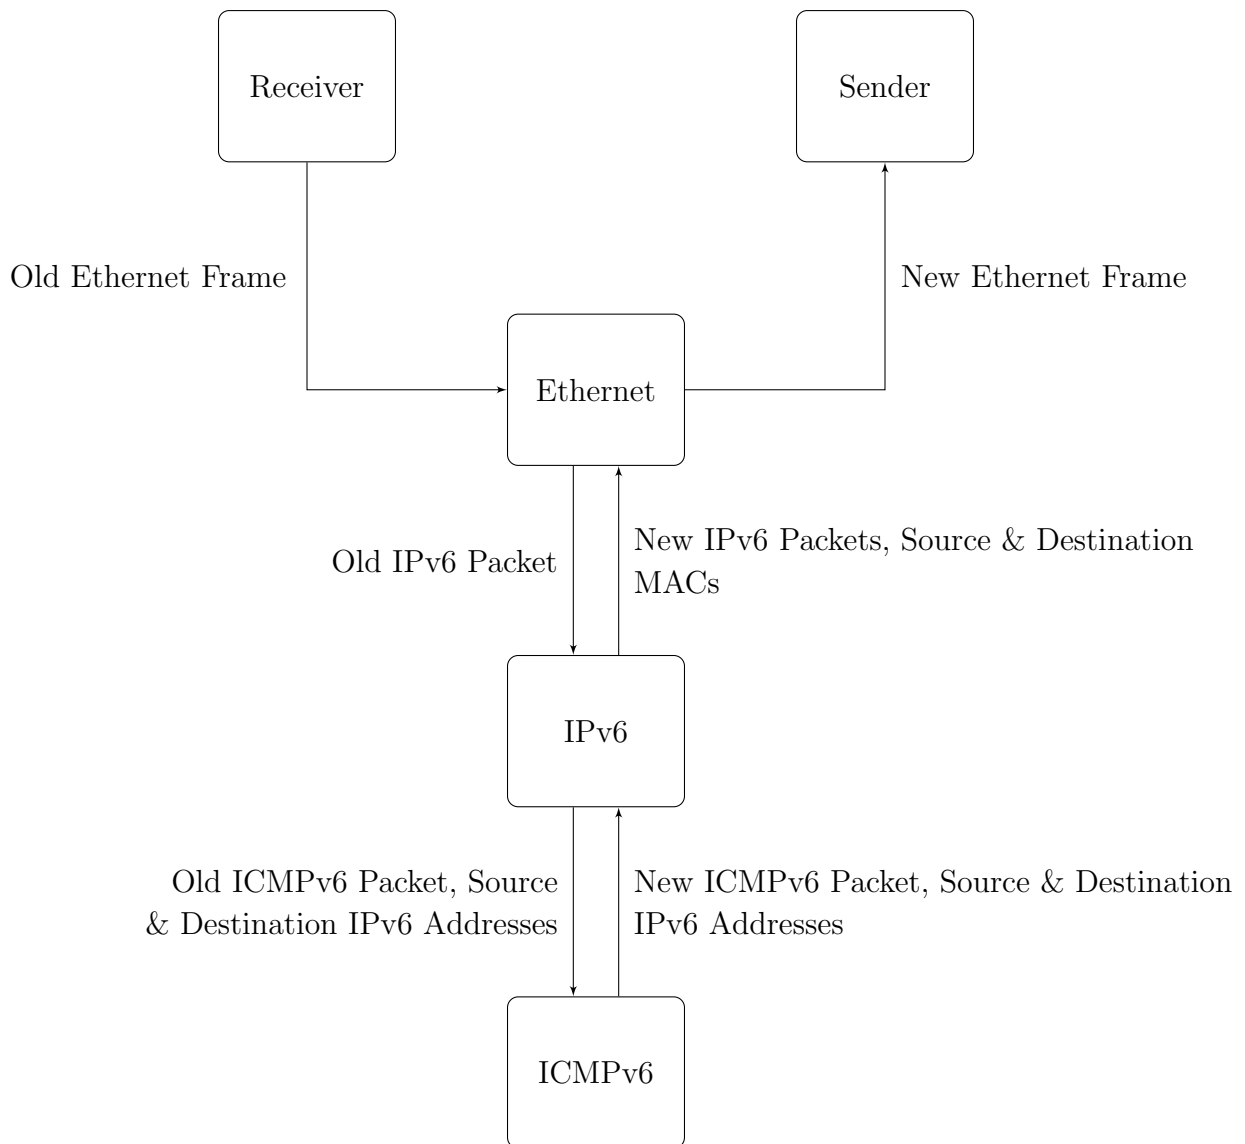 Receiver
Sender
Old Ethernet Frame
New Ethernet Frame
Ethernet
Old IPv6 Packet
New IPv6 Packets, Source & Destination
MACs
IPv6
Old ICMPv6 Packet, Source
& Destination IPv6 Addresses
New ICMPv6 Packet, Source & Destination
IPv6 Addresses
ICMPv6